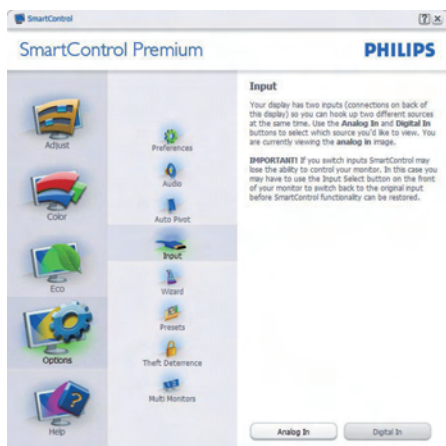 SmartControl
SmartControl Premium
PHILIPS
Adjust
Color
Eco
Options
Help
Preferences
Audio
Auto Pivot
Input
Wizard
Presets
Theft Deterrence
Multi Monitors
Input
Your display has two inputs (connections on back of
the display) so you can hook up two different sources
at the same time. Use the Analog In and Digital In
buttons to select which source you'd like to view. You
are currently viewing the analog in image.
IMPORTANT! If you switch inputs SmartControl may
lose the ability to control your monitor. In this case you
may have to use the Input Select button on the front
of your monitor to switch back to the original input
before SmartControl functionality can be restored.
Analog In
Digital In